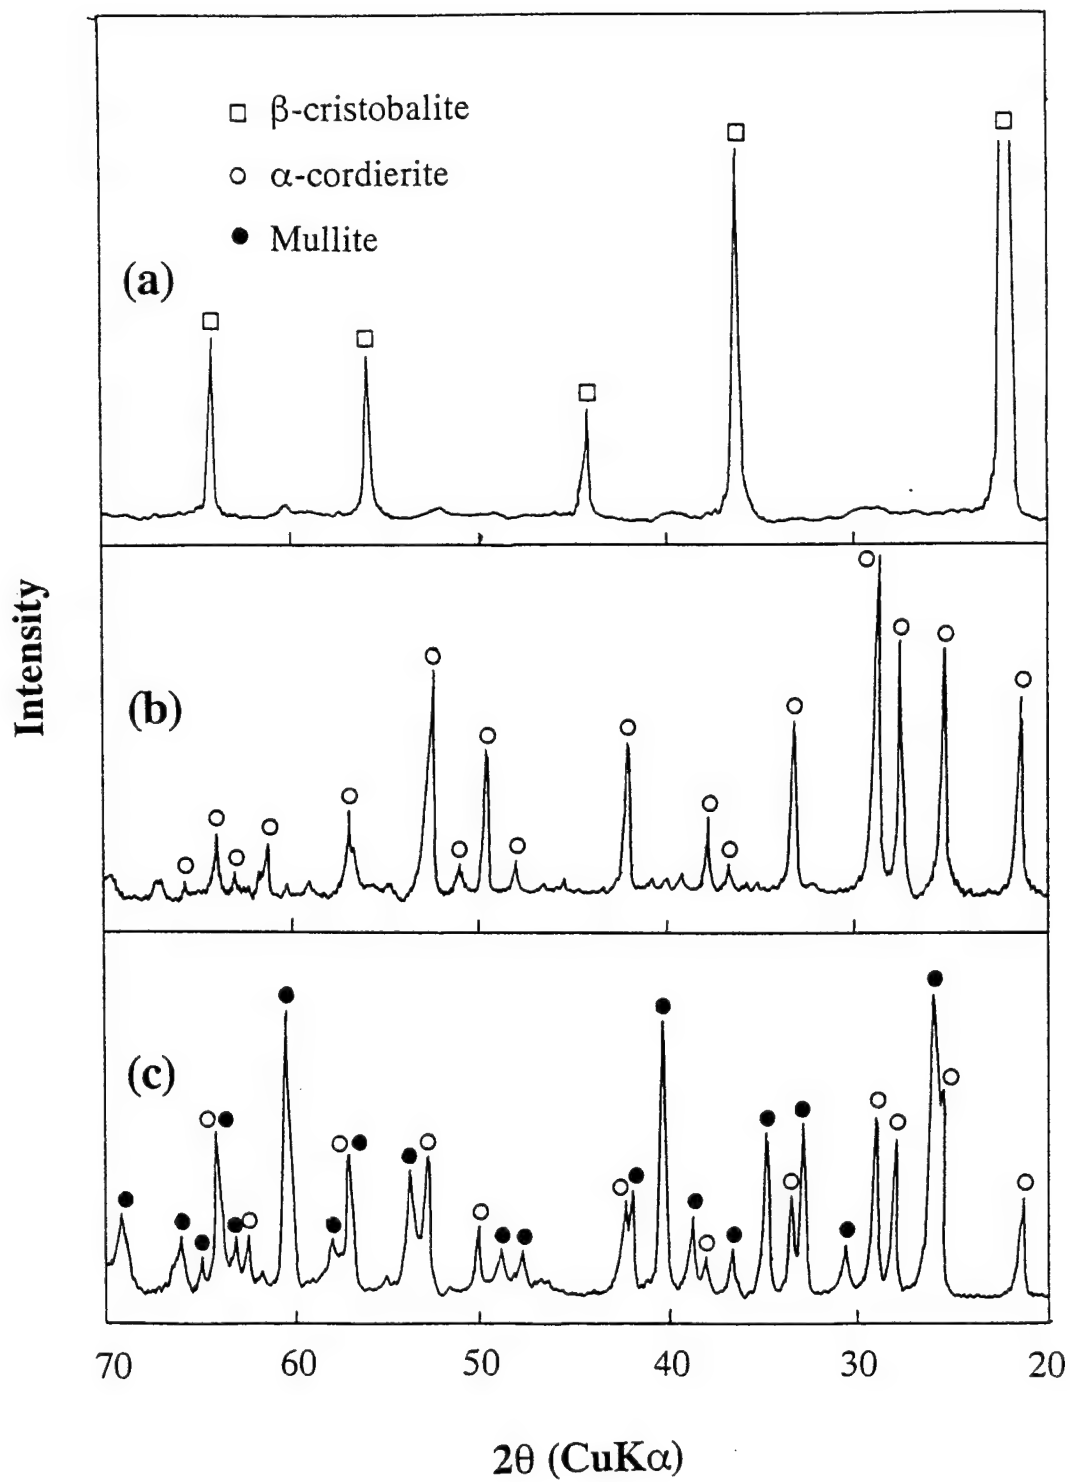 β-cristobalite
α-cordierite
Mullite
(a)
Intensity
(b)
(c)
70 60 50 40 30 20
2θ (CuKα)